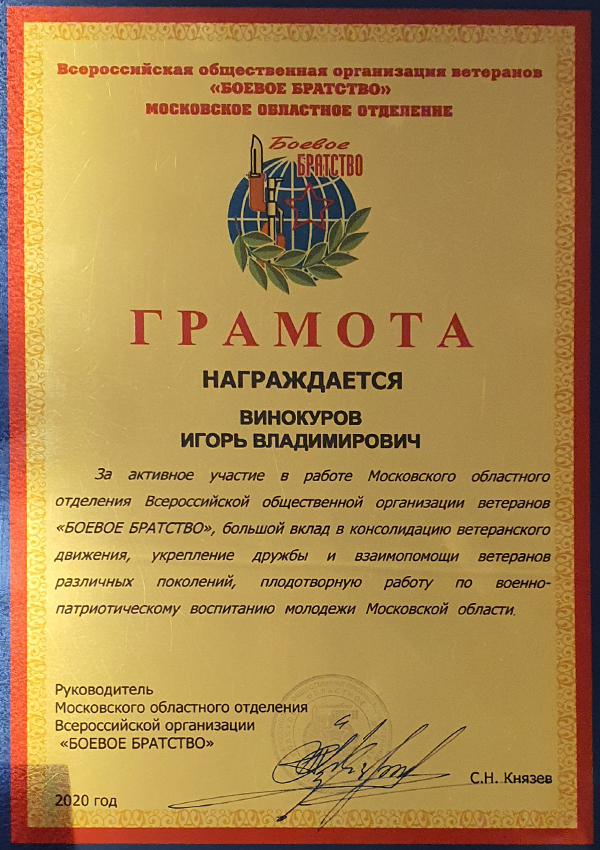 Всероссийская общественная организация ветеранов
«БОЕВОЕ БРАТСТВО»
МОСКОВСКОЕ ОБЛАСТНОЕ ОТДЕЛЕНИЕ
Боевое
БРАТСТВО
ГРАМОТА
НАГРАЖДАЕТСЯ
ВИНОКУРОВ
ИГОРЬ ВЛАДИМИРОВИЧ
За активное участие в работе Московского областного
отделения Всероссийской общественной организации ветеранов
«БОЕВОЕ БРАТСТВО», большой вклад в консолидацию ветеранского
движения, укрепление дружбы и взаимопомощи ветеранов
различных поколений, плодотворную работу по военно-
патриотическому воспитанию молодежи Московской области.
Руководитель
Московского областного отделения
Всероссийской организации
«БОЕВОЕ БРАТСТВО»
С.Н. Князев
2020 год